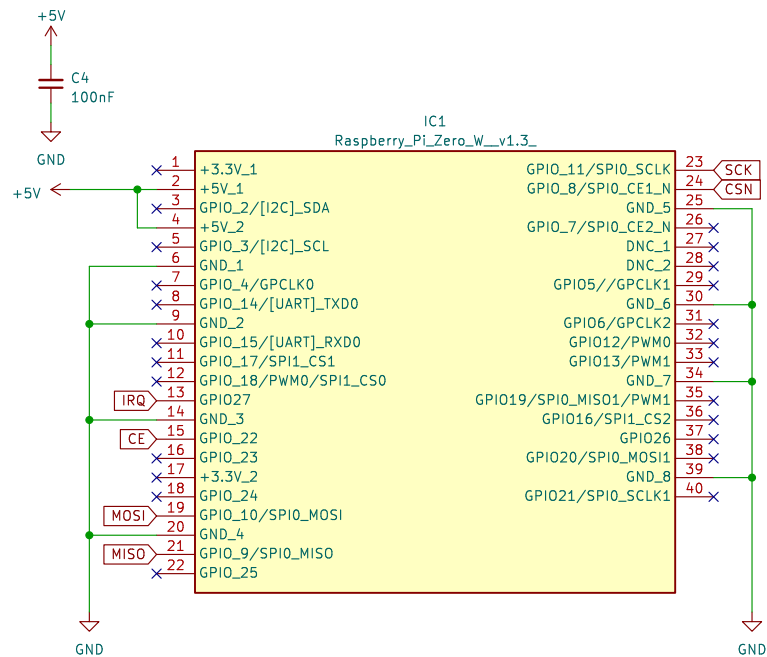 +5V
C4
100nF
GND
IC1
Raspberry_Pi_Zero_W__v1.3_
+5V
1 +3.3V_1
2 +5V_1
3 GPIO_2/[I2C]_SDA
4 +5V_2
5 GPIO_3/[I2C]_SCL
6 GND_1
7 GPIO_4/GPCLK0
8 GPIO_14/[UART]_TXD0
9 GND_2
10 GPIO_15/[UART]_RXD0
11 GPIO_17/SPI1_CS1
12 GPIO_18/PWM0/SPI1_CS0
IRQ 13 GPIO27
14 GND_3
CE 15 GPIO_22
16 GPIO_23
17 +3.3V_2
18 GPIO_24
MOSI 19 GPIO_10/SPI0_MOSI
20 GND_4
MISO 21 GPIO_9/SPI0_MISO
22 GPIO_25
GPIO_11/SPI0_SCLK 23 SCK
GPIO_8/SPI0_CE1_N 24 CSN
GND_5 25
GPIO_7/SPI0_CE2_N 26
DNC_1 27
DNC_2 28
GPIO5//GPCLK1 29
GND_6 30
GPIO6/GPCLK2 31
GPIO12/PWM0 32
GPIO13/PWM1 33
GND_7 34
GPIO19/SPI0_MISO1/PWM1 35
GPIO16/SPI1_CS2 36
GPIO26 37
GPIO20/SPI0_MOSI1 38
GND_8 39
GPIO21/SPI0_SCLK1 40
GND
GND